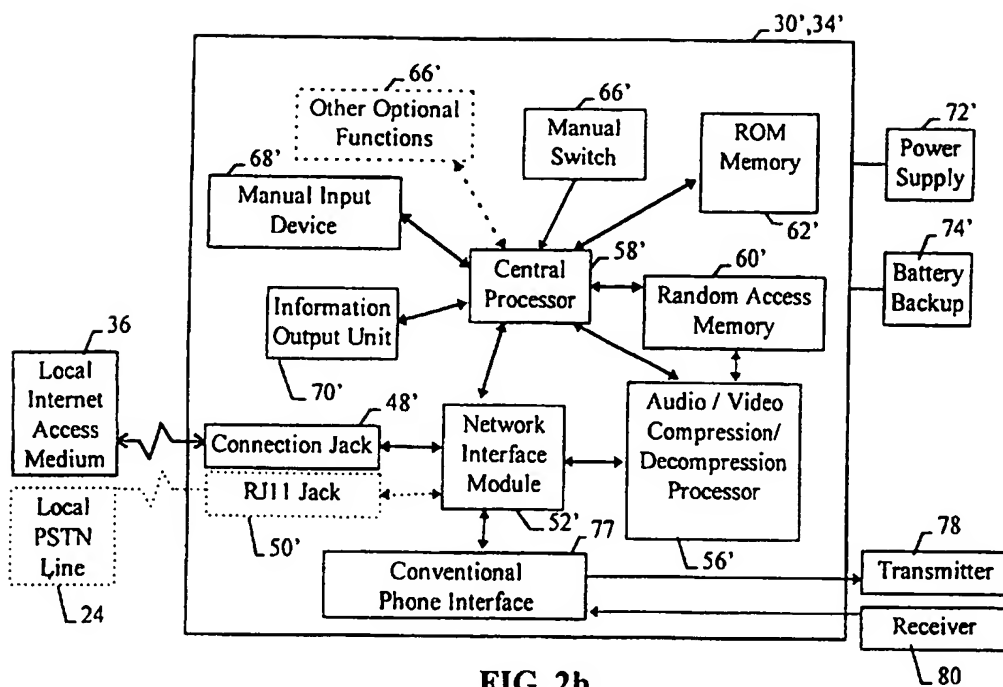 30',34'
66'
Other Optional
Functions
66'
Manual
Switch
ROM
Memory
62'
72'
Power
Supply
68'
Manual Input
Device
74'
Battery
Backup
58'
Central
Processor
60'
Random Access
Memory
Information
Output Unit
70'
36
Local
Internet
Access
Medium
48'
Connection Jack
Network
Interface
Module
52'
Audio / Video
Compression/
Decompression
Processor
56'
RJ11 Jack
50'
Local
PSTN
Line
24
77
Conventional
Phone Interface
78
Transmitter
Receiver
80
FIG. 2b